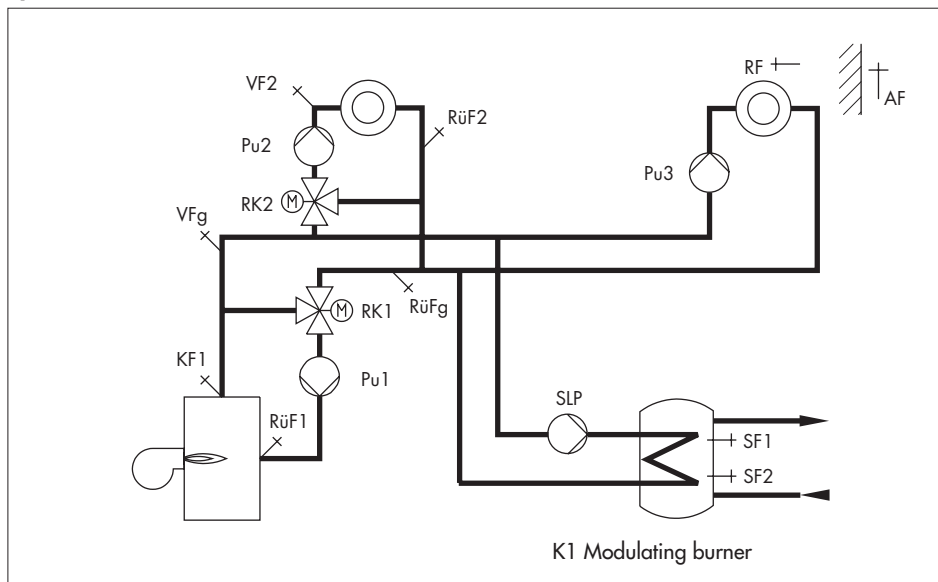 VF2
RüF2
RF
AF
Pu2
Pu3
RK2
M
VFg
RüFg
M
RK1
KF1
Pu1
RüF1
SLP
SF1
SF2
K1 Modulating burner